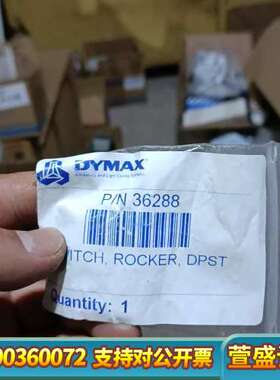 DYMAX
P/N 36288
ITCH, ROCKER, DPST
Quantity: 1
00360072 支持对公开票 萱盛